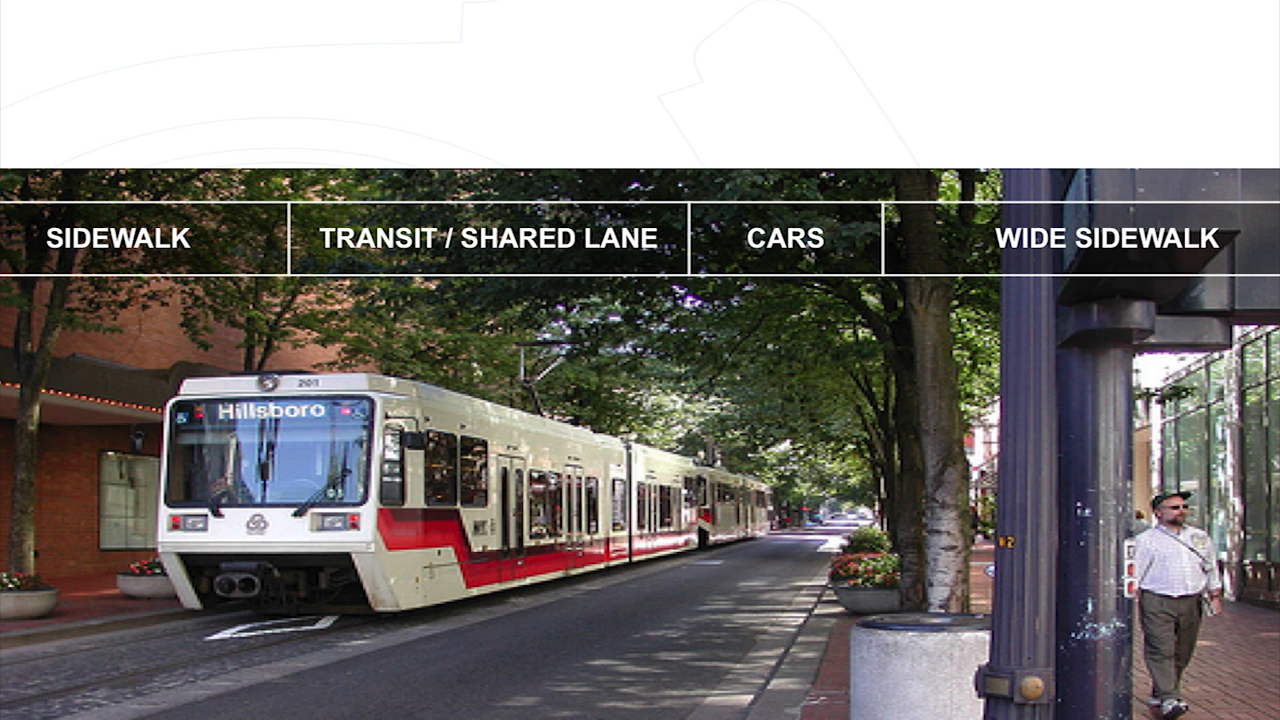 SIDEWALK
TRANSIT / SHARED LANE
CARS
WIDE SIDEWALK
201
Hillsboro